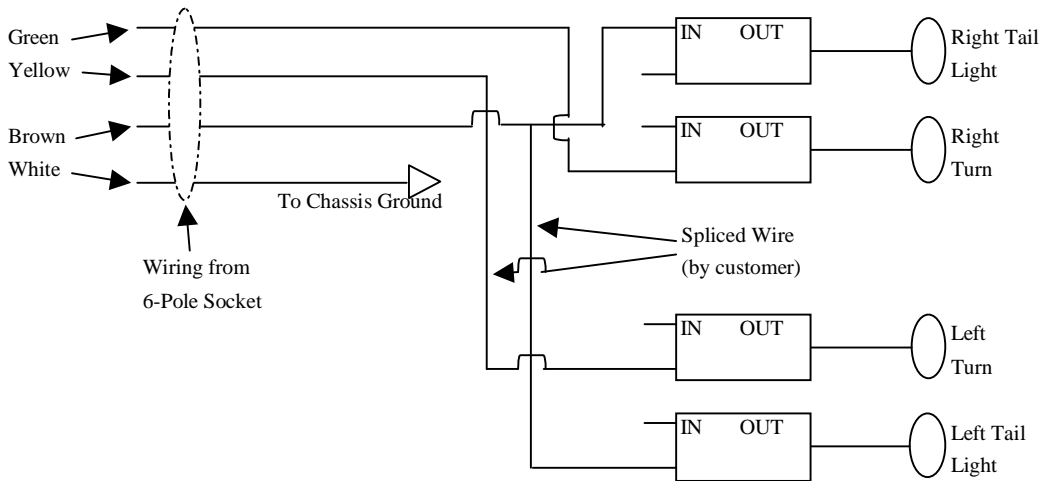 Green
Yellow
Brown
White
To Chassis Ground
Wiring from
6-Pole Socket
Spliced Wire
(by customer)
IN OUT
Right Tail
Light
IN OUT
Right
Turn
IN OUT
Left
Turn
IN OUT
Left Tail
Light